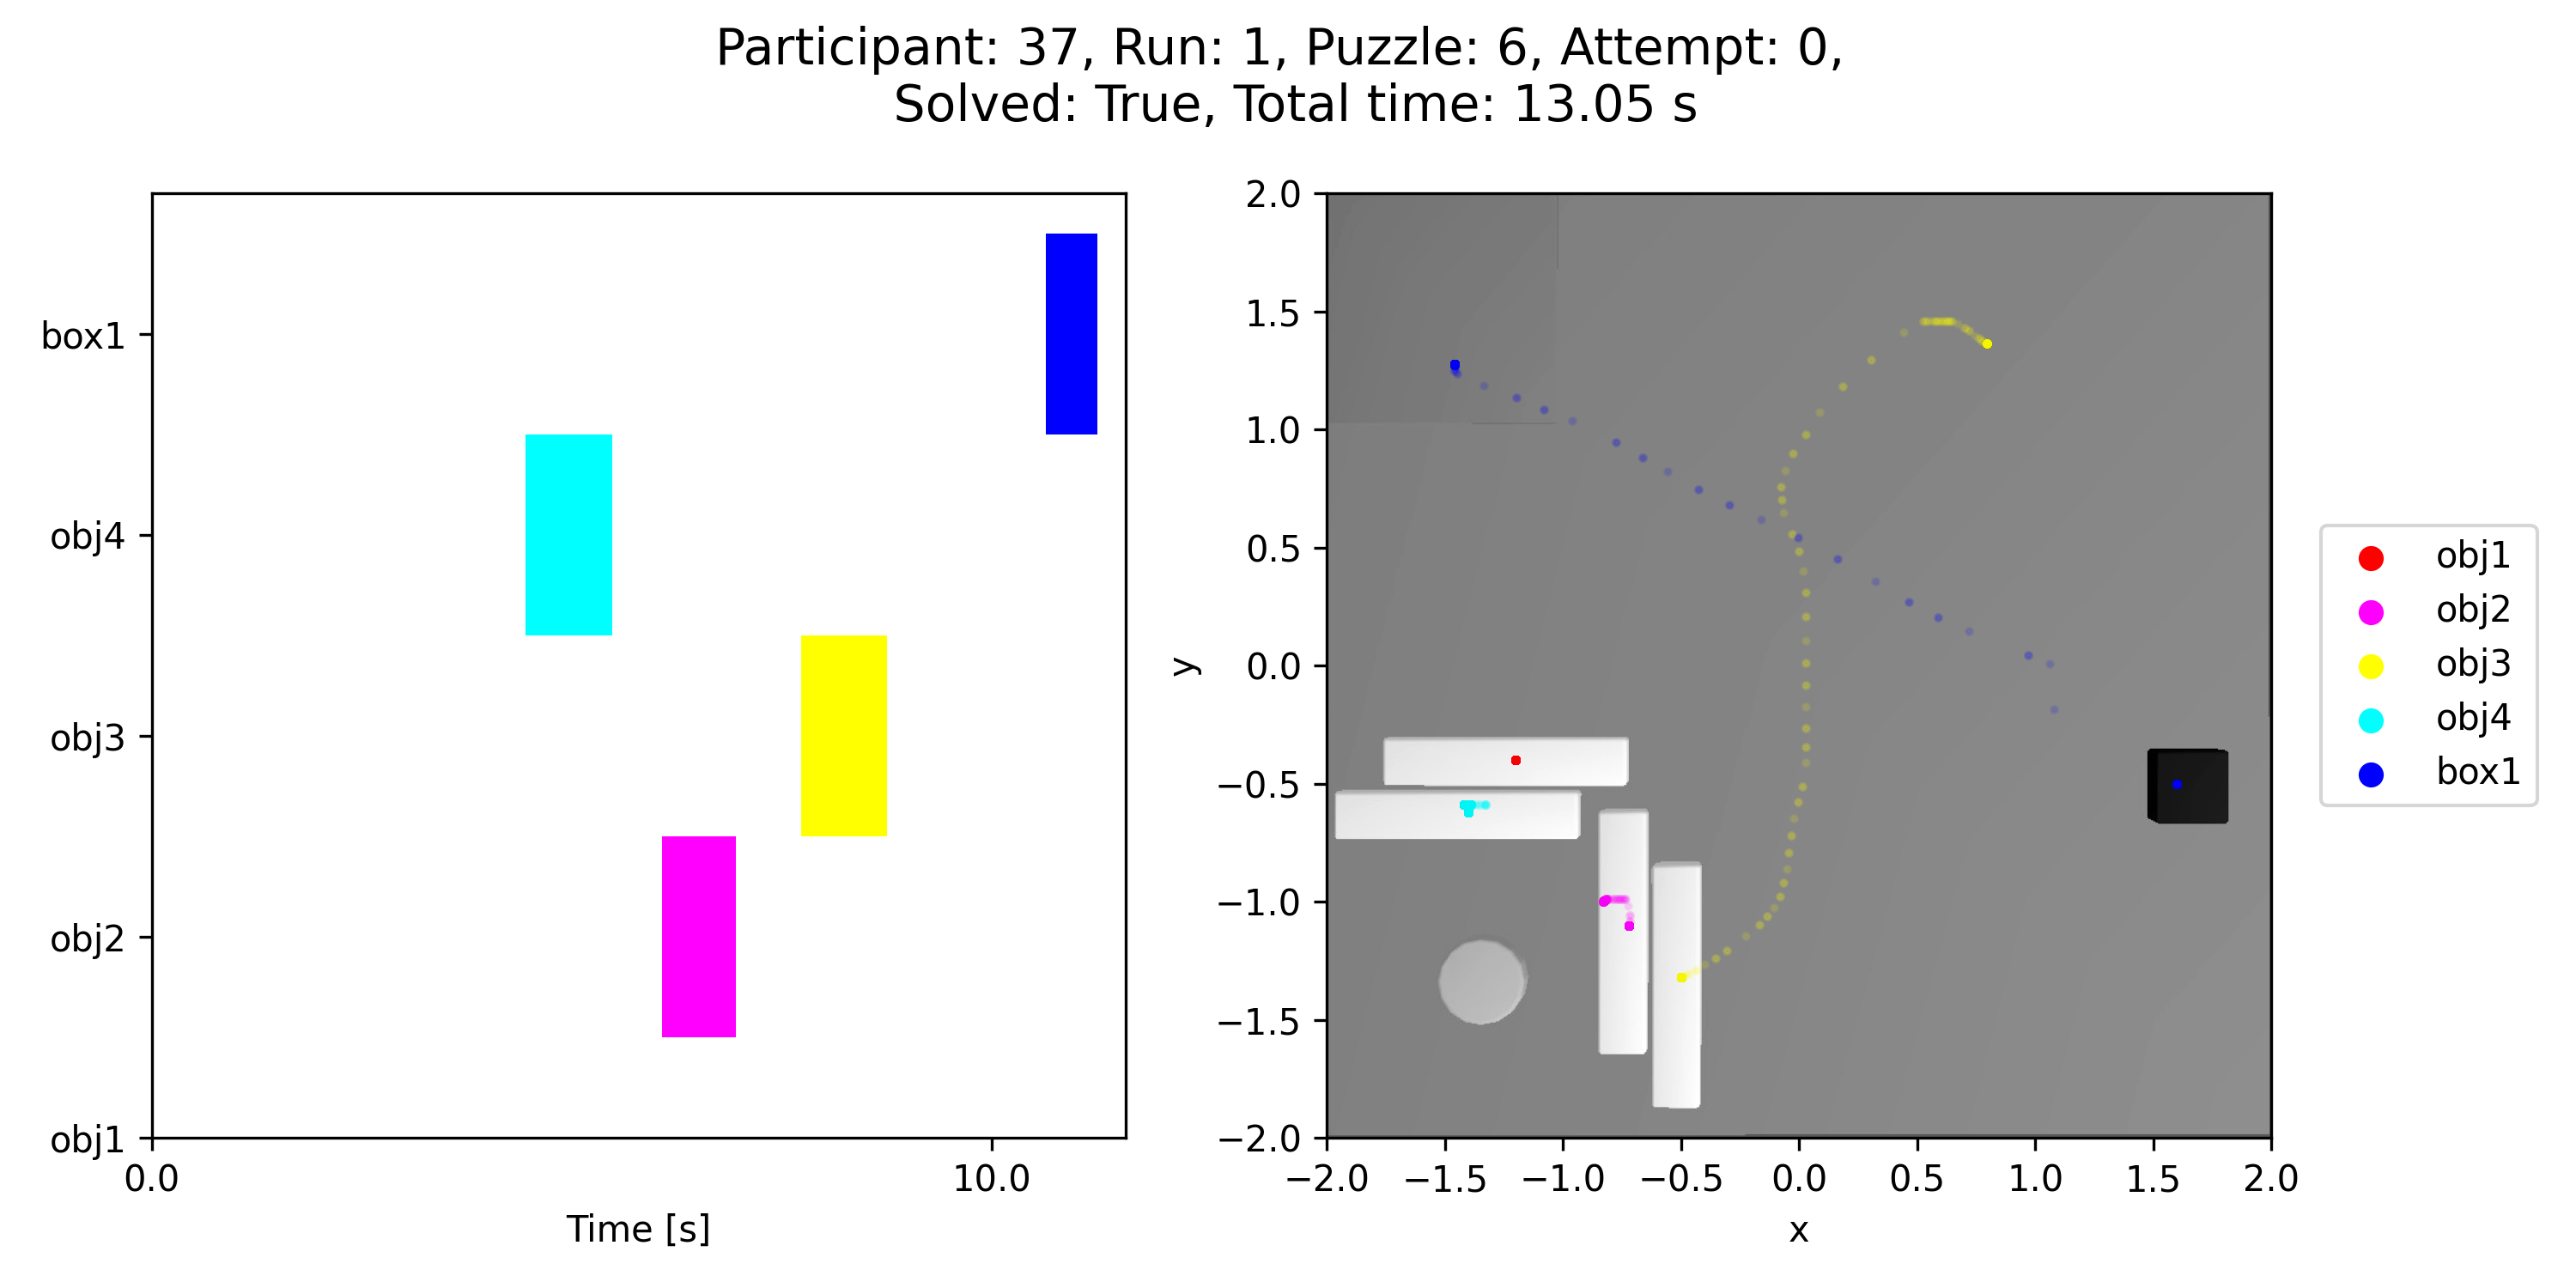 Participant: 37, Run: 1, Puzzle: 6, Attempt: 0,
Solved: True, Total time: 13.05 s
box1
obj4
obj3
obj2
obj1
0.0
10.0
Time [s]
2.0
1.5
1.0
0.5
0.0
−0.5
−1.0
−1.5
−2.0
y
−2.0
−1.5
−1.0
−0.5
0.0
0.5
1.0
1.5
2.0
x
obj1
obj2
obj3
obj4
box1